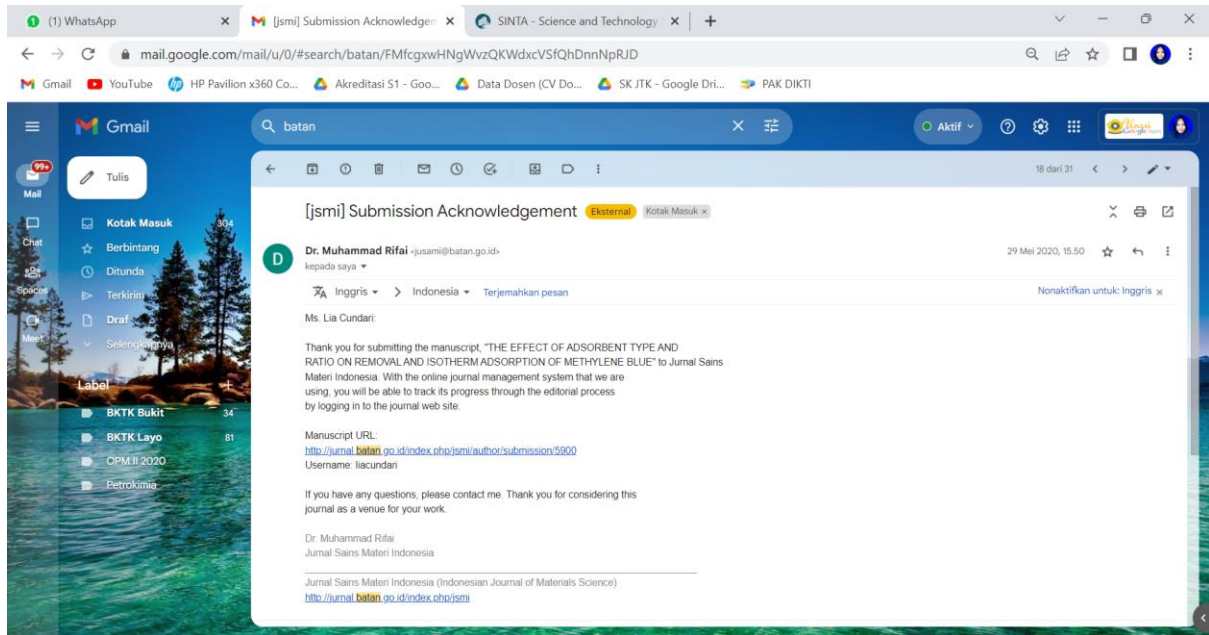 (1) WhatsApp
[jsmi] Submission Acknowledgen
SINTA - Science and Technology
mail.google.com/mail/u/0/#search/batan/FMfcgxwHNgWvzQKWdxcVSfQhDnnNpRJD
Gmail
YouTube
HP Pavilion x360 Co...
Akreditasi S1 - Goo...
Data Dosen (CV Do...
SK JTK - Google Dri...
PAK DIKTI
Gmail
batan
Aktif
99+
Mail
Chat
Spaces
Meet
Tulis
Kotak Masuk 304
Berbintang
Ditunda
Terkirim
Draf
Selengkapnya
Label
BKTK Bukit 34
BKTK Layo 81
OPM II 2020
Petrokimia
18 dari 31
[jsmi] Submission Acknowledgement Eksternal Kotak Masuk ×
D
Dr. Muhammad Rifai <jusami@batan.go.id>
29 Mei 2020, 15.50
kepada saya
Inggris > Indonesia Terjemahkan pesan
Nonaktifkan untuk: Inggris ×
Ms. Lia Cundari:
Thank you for submitting the manuscript, "THE EFFECT OF ADSORBENT TYPE AND
RATIO ON REMOVAL AND ISOTHERM ADSORPTION OF METHYLENE BLUE" to Jurnal Sains
Materi Indonesia. With the online journal management system that we are
using, you will be able to track its progress through the editorial process
by logging in to the journal web site:
Manuscript URL:
http://jurnal.batan.go.id/index.php/jsmi/author/submission/5900
Username: liacundari
If you have any questions, please contact me. Thank you for considering this
journal as a venue for your work.
Dr. Muhammad Rifai
Jurnal Sains Materi Indonesia
Jurnal Sains Materi Indonesia (Indonesian Journal of Materials Science)
http://jurnal.batan.go.id/index.php/jsmi